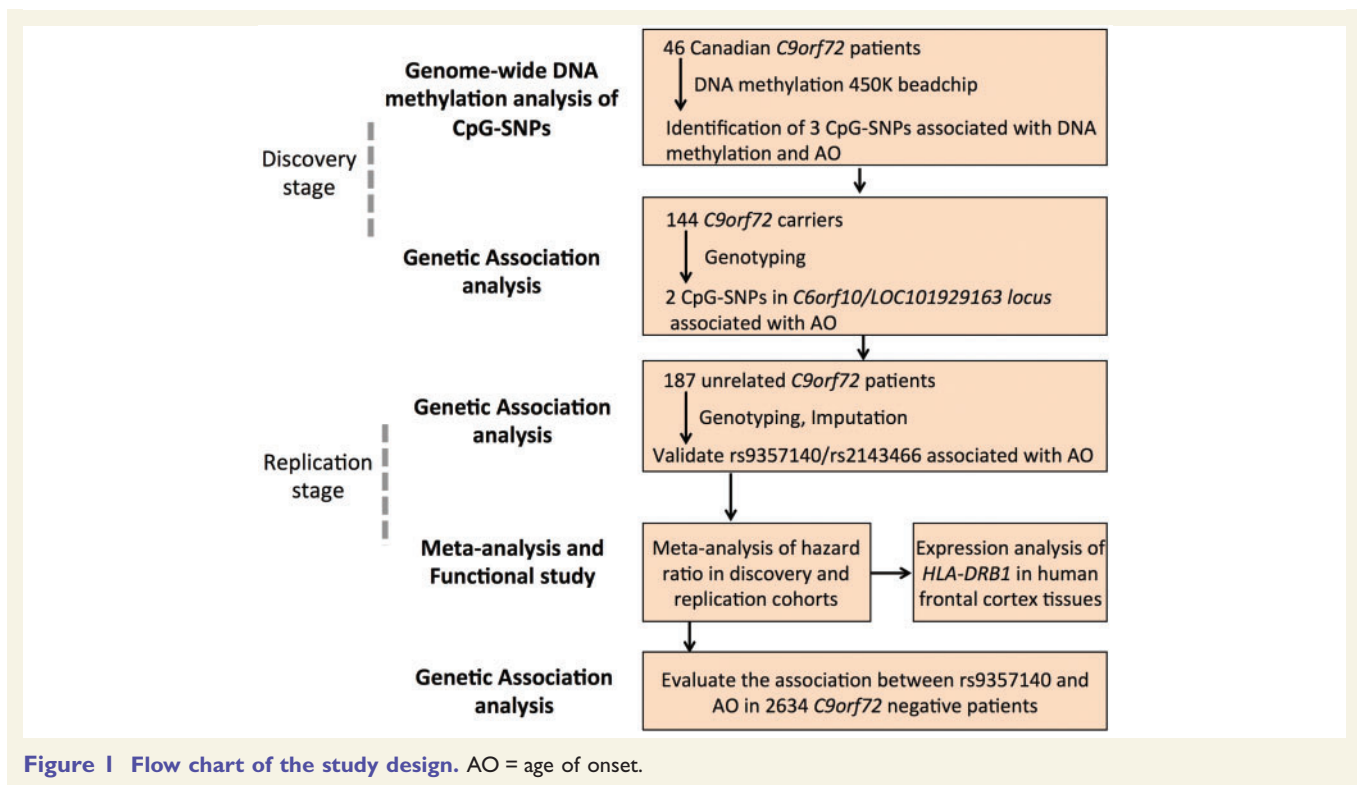 Genome-wide DNA
methylation analysis of
CpG-SNPs
46 Canadian C9orf72 patients
DNA methylation 450K beadchip
Identification of 3 CpG-SNPs associated with DNA
methylation and AO
Discovery
stage
Genetic Association
analysis
144 C9orf72 carriers
Genotyping
2 CpG-SNPs in C6orf10/LOC101929163 locus
associated with AO
Genetic Association
analysis
187 unrelated C9orf72 patients
Genotyping, Imputation
Validate rs9357140/rs2143466 associated with AO
Replication
stage
Meta-analysis and
Functional study
Meta-analysis of hazard
ratio in discovery and
replication cohorts
Expression analysis of
HLA-DRB1 in human
frontal cortex tissues
Genetic Association
analysis
Evaluate the association between rs9357140 and
AO in 2634 C9orf72 negative patients
Figure 1 Flow chart of the study design. AO = age of onset.